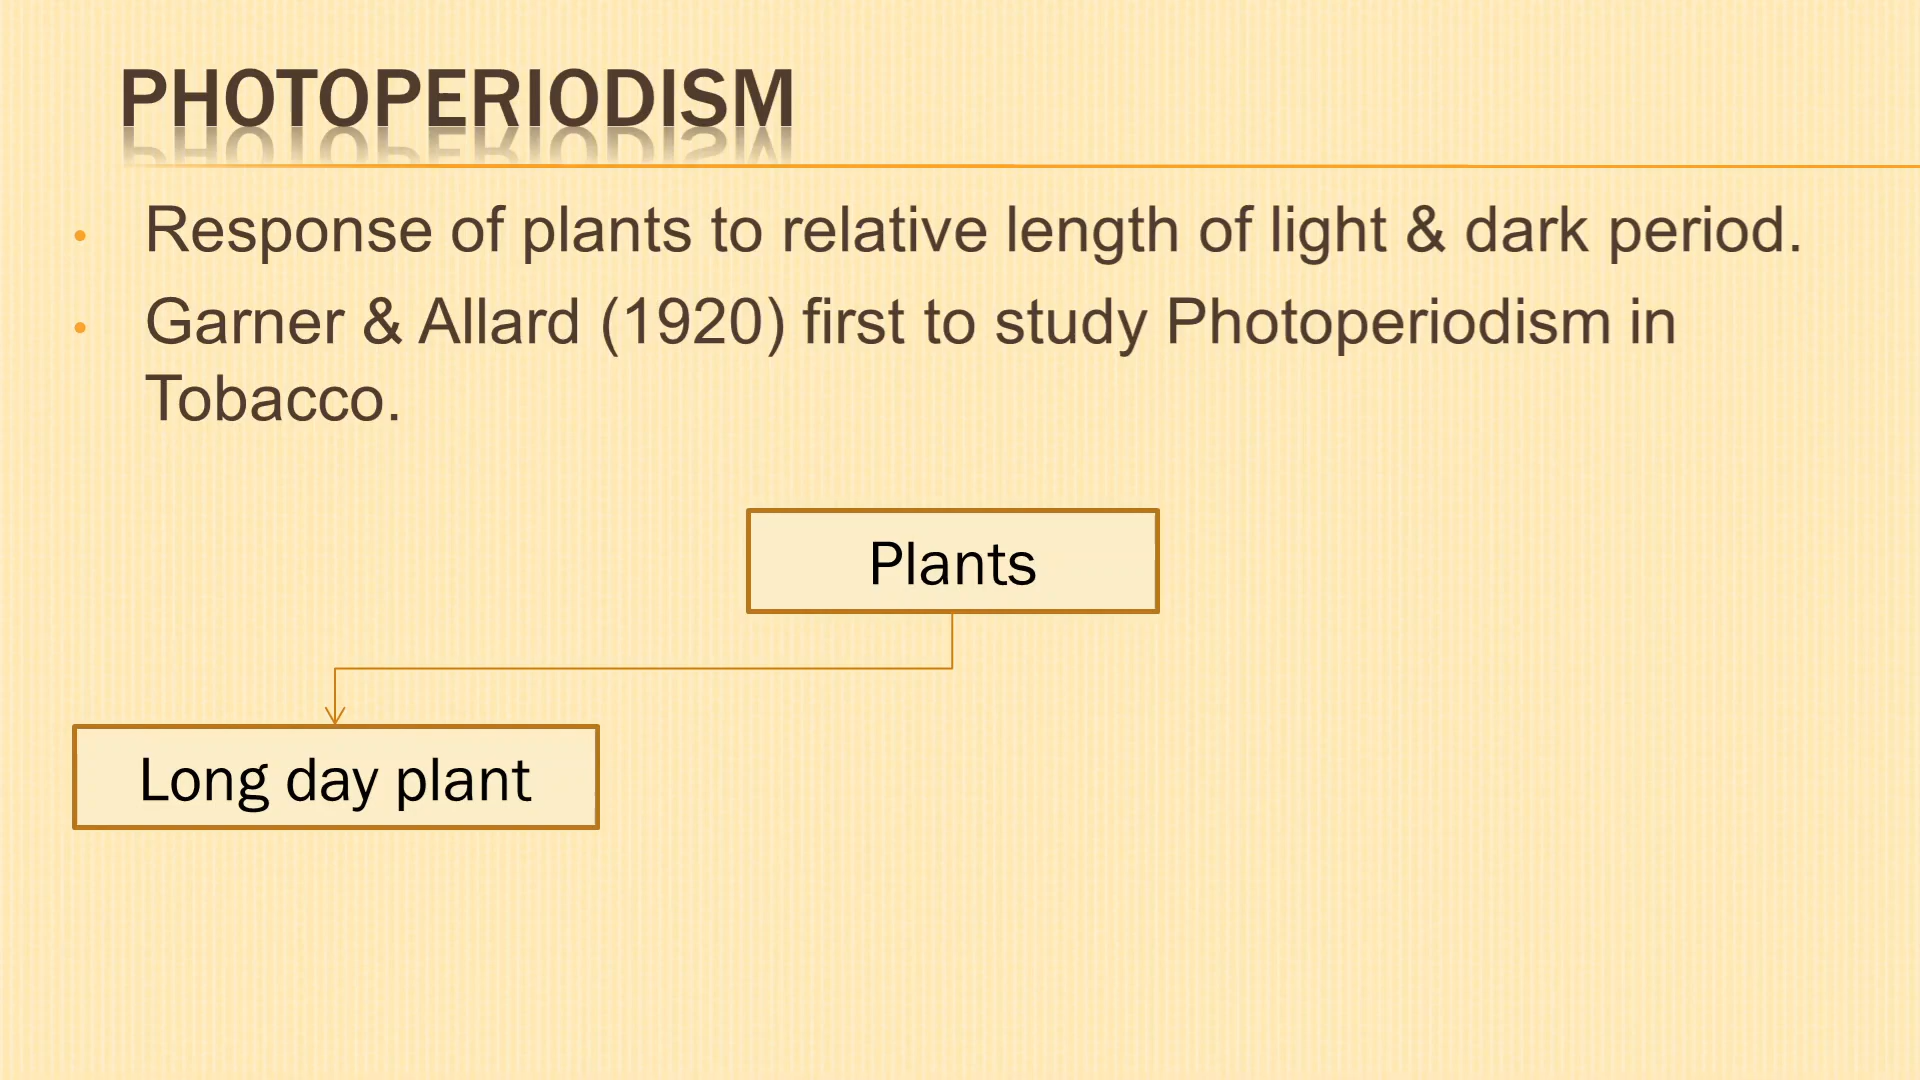 PHOTOPERIODISM
• Response of plants to relative length of light & dark period.
• Garner & Allard (1920) first to study Photoperiodism in
Tobacco.
Plants
Long day plant